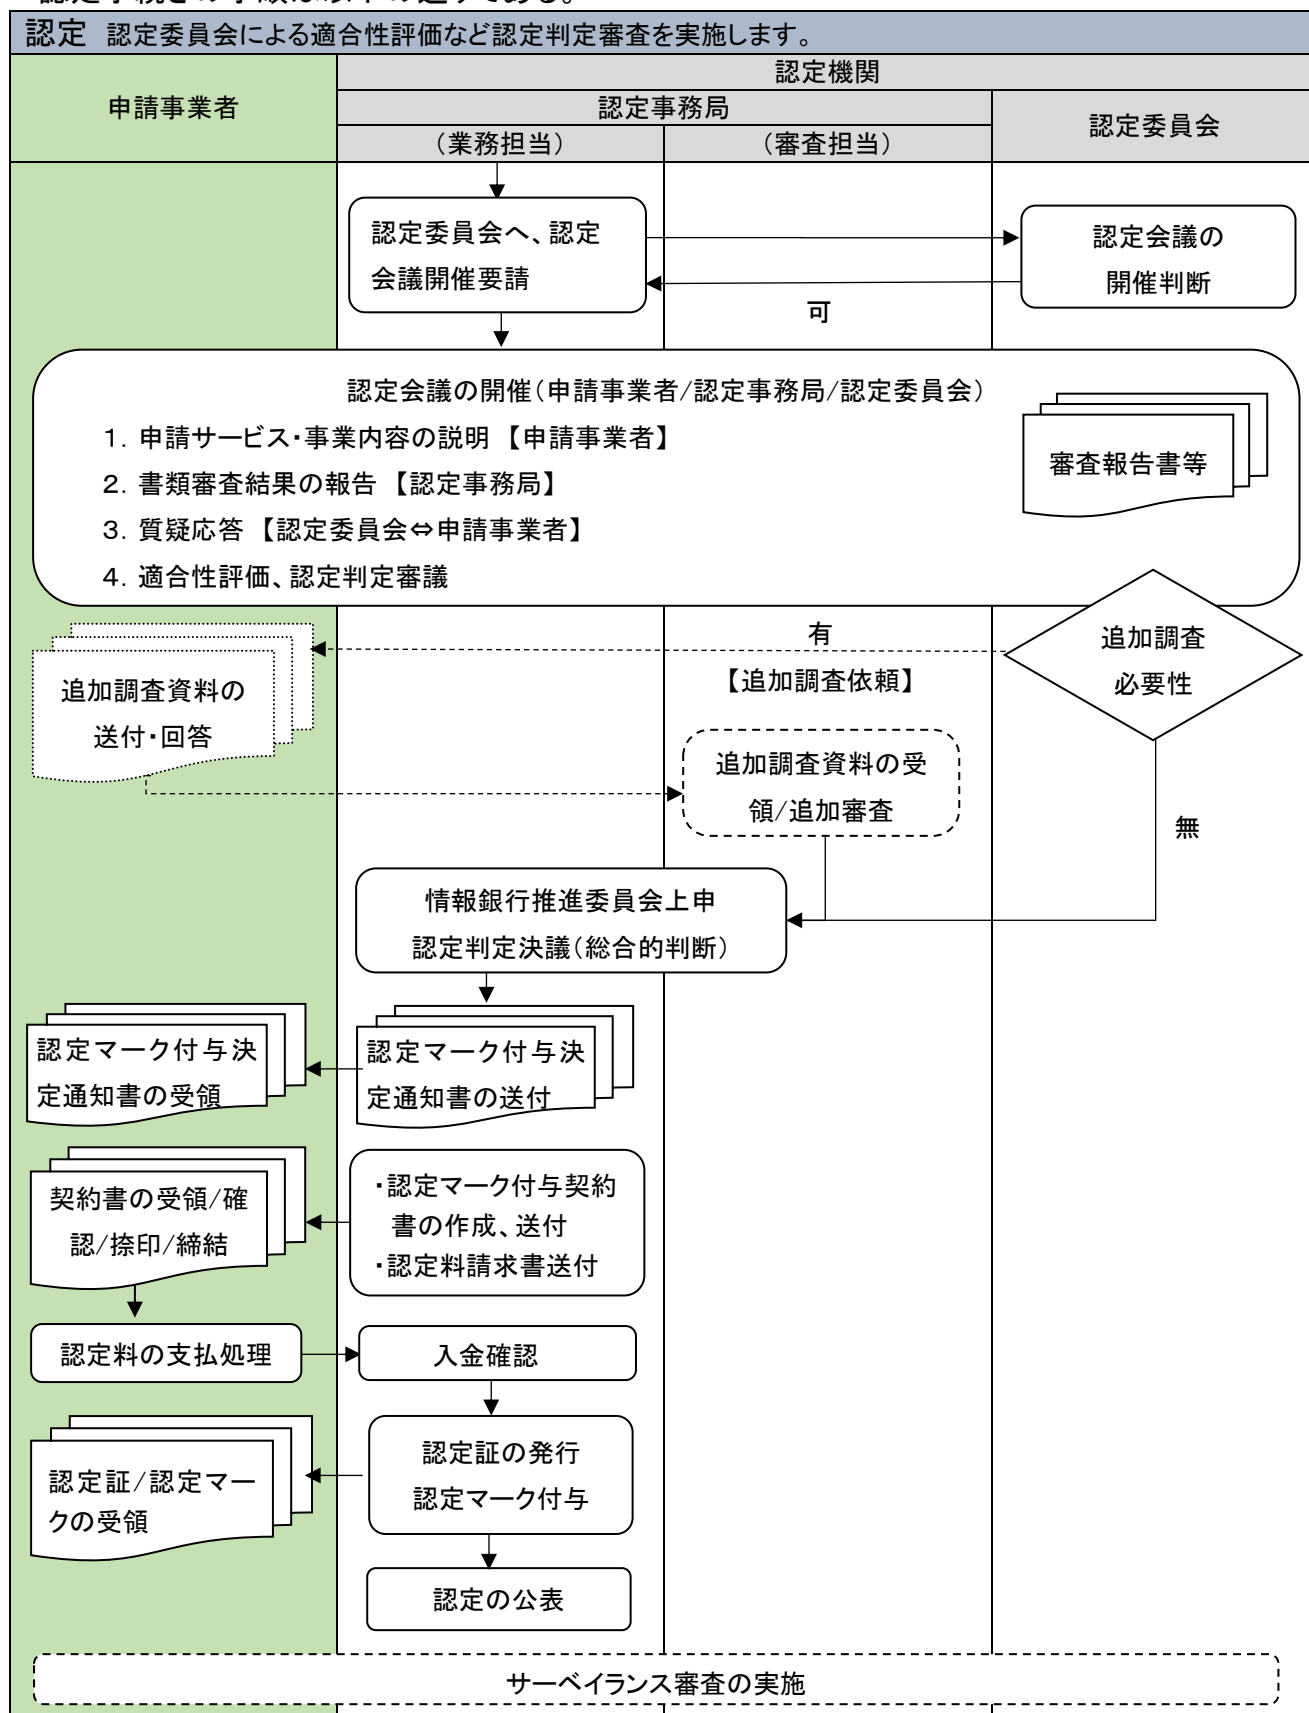 認定手続きの手順は以下の通りである。
認定 認定委員会による適合性評価など認定判定審査を実施します。
申請事業者
認定機関
認定事務局
認定委員会
（業務担当）
（審査担当）
認定委員会へ、認定
会議開催要請
認定会議の
開催判断
可
認定会議の開催（申請事業者/認定事務局/認定委員会）
1．申請サービス・事業内容の説明 【申請事業者】
2．書類審査結果の報告 【認定事務局】
3．質疑応答 【認定委員会⇔申請事業者】
4．適合性評価、認定判定審議
審査報告書等
追加調査
必要性
有
【追加調査依頼】
追加調査資料の
送付・回答
追加調査資料の受
領/追加審査
無
情報銀行推進委員会上申
認定判定決議（総合的判断）
認定マーク付与決
定通知書の受領
認定マーク付与決
定通知書の送付
契約書の受領/確
認/捺印/締結
・認定マーク付与契約
書の作成、送付
・認定料請求書送付
認定料の支払処理
入金確認
認定証の発行
認定マーク付与
認定証/認定マー
クの受領
認定の公表
サーベイランス審査の実施